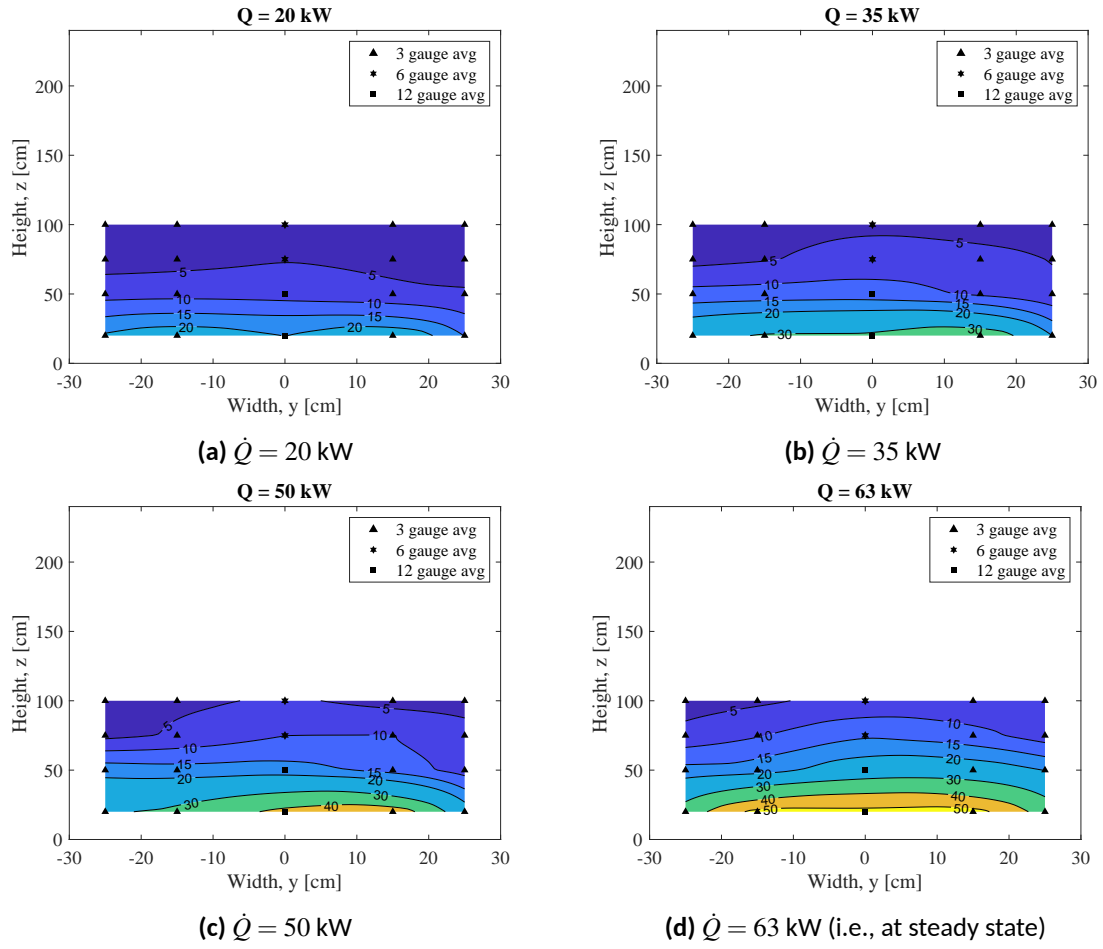 Q = 20 kW
3 gauge avg
6 gauge avg
12 gauge avg
200
150
100
50
0
Height, z [cm]
5
5
10
10
15
15
20
20
-30 -20 -10 0 10 20 30
Width, y [cm]
(a) Q̇ = 20 kW
Q = 35 kW
3 gauge avg
6 gauge avg
12 gauge avg
200
150
100
50
0
Height, z [cm]
5
5
10
10
15
15
20
20
30
30
-30 -20 -10 0 10 20 30
Width, y [cm]
(b) Q̇ = 35 kW
Q = 50 kW
3 gauge avg
6 gauge avg
12 gauge avg
200
150
100
50
0
Height, z [cm]
5
5
10
10
15
15
20
20
30
30
40
-30 -20 -10 0 10 20 30
Width, y [cm]
(c) Q̇ = 50 kW
Q = 63 kW
3 gauge avg
6 gauge avg
12 gauge avg
200
150
100
50
0
Height, z [cm]
5
10
10
15
15
20
20
30
30
40
40
50
50
-30 -20 -10 0 10 20 30
Width, y [cm]
(d) Q̇ = 63 kW (i.e., at steady state)